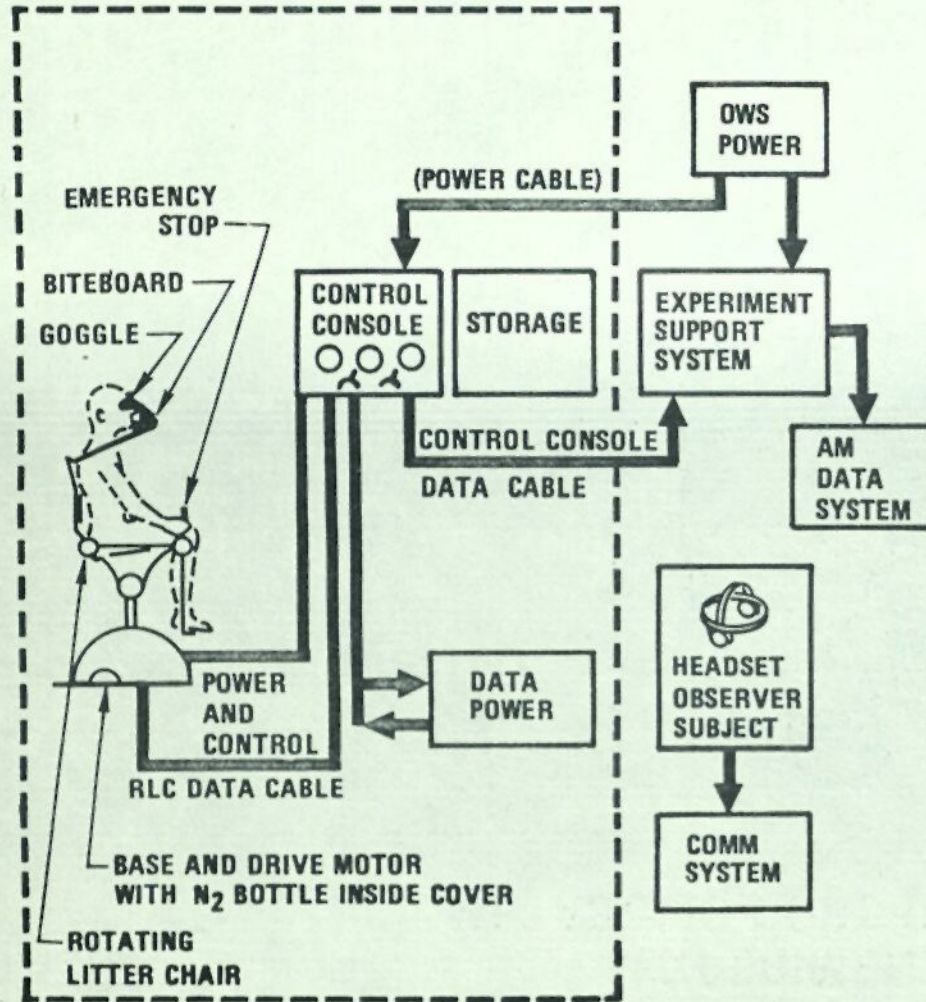 OWS
POWER
(POWER CABLE)
EMERGENCY
STOP
BITEBOARD
GOGGLE
CONTROL
CONSOLE
STORAGE
EXPERIMENT
SUPPORT
SYSTEM
CONTROL CONSOLE
DATA CABLE
AM
DATA
SYSTEM
HEADSET
OBSERVER
SUBJECT
DATA
POWER
POWER
AND
CONTROL
RLC DATA CABLE
COMM
SYSTEM
BASE AND DRIVE MOTOR
WITH N₂ BOTTLE INSIDE COVER
ROTATING
LITTER CHAIR